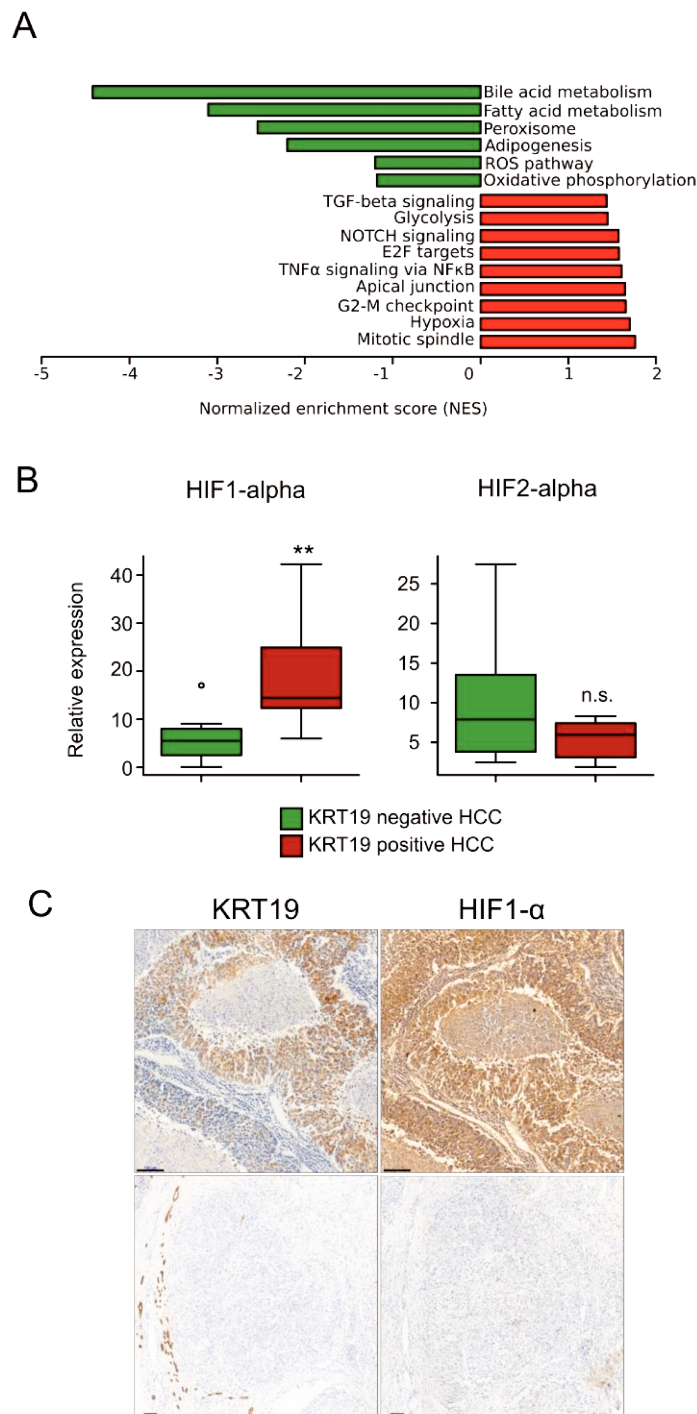 A
Bile acid metabolism
Fatty acid metabolism
Peroxisome
Adipogenesis
ROS pathway
Oxidative phosphorylation
TGF-beta signaling
Glycolysis
NOTCH signaling
E2F targets
TNFα signaling via NFκB
Apical junction
G2-M checkpoint
Hypoxia
Mitotic spindle
-5 -4 -3 -2 -1 0 1 2
Normalized enrichment score (NES)
B
HIF1-alpha HIF2-alpha
Relative expression
**
40
30
20
10
0
n.s.
25
20
15
10
5
KRT19 negative HCC
KRT19 positive HCC
C
KRT19 HIF1-α